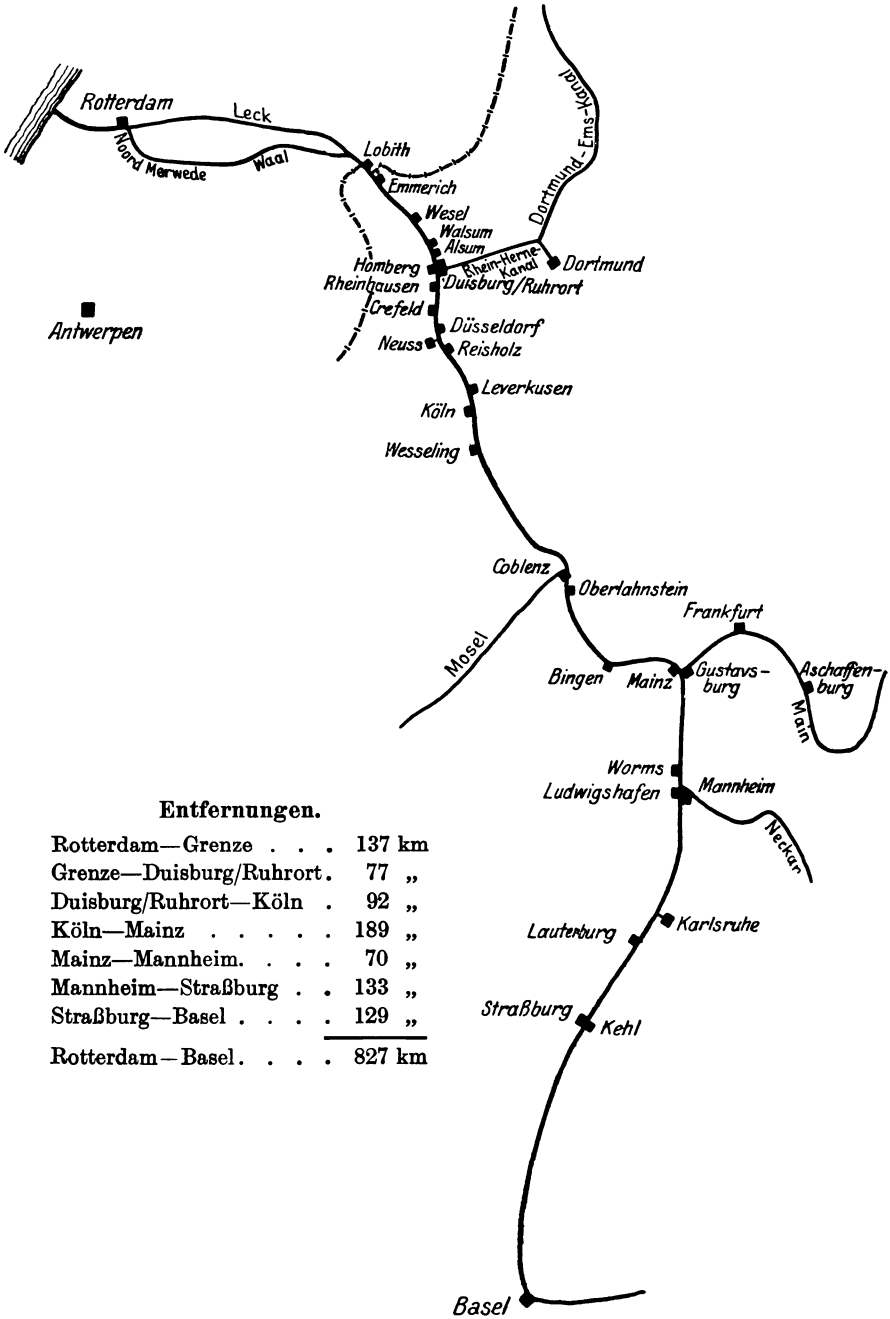 Rotterdam
Leck
Noord Merwede
Waal
Lobith
Emmerich
Dortmund-Ems-Kanal
Wesel
Walsum
Alsum
Homberg
Rhein-Herne-
Kanal
Dortmund
Rheinhausen
Duisburg/Ruhrort
Crefeld
Antwerpen
Düsseldorf
Neuss
Reisholz
Leverkusen
Köln
Wesseling
Coblenz
Oberlahnstein
Frankfurt
Mosel
Bingen
Mainz
Gustavs-
burg
Aschaffen-
burg
Main
Worms
Mannheim
Ludwigshafen
Neckar
Karlsruhe
Lauterburg
Straßburg
Kehl
Basel
Entfernungen.
Rotterdam—Grenze . . . 137 km
Grenze—Duisburg/Ruhrort. 77 „
Duisburg/Ruhrort—Köln . 92 „
Köln—Mainz . . . . . 189 „
Mainz—Mannheim. . . . 70 „
Mannheim—Straßburg . . 133 „
Straßburg—Basel . . . . 129 „
Rotterdam—Basel. . . . 827 km